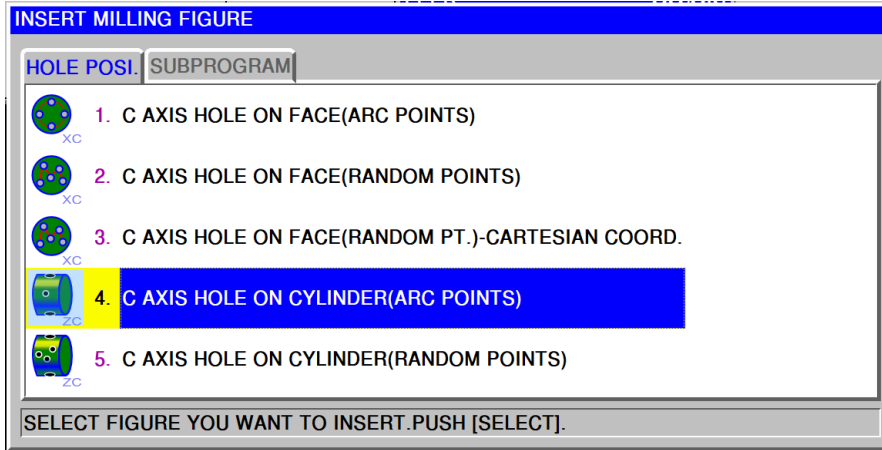 INSERT MILLING FIGURE
HOLE POSI. SUBPROGRAM
1. C AXIS HOLE ON FACE(ARC POINTS)
XC
2. C AXIS HOLE ON FACE(RANDOM POINTS)
XC
3. C AXIS HOLE ON FACE(RANDOM PT.)-CARTESIAN COORD.
XC
4. C AXIS HOLE ON CYLINDER(ARC POINTS)
ZC
5. C AXIS HOLE ON CYLINDER(RANDOM POINTS)
ZC
SELECT FIGURE YOU WANT TO INSERT.PUSH [SELECT].